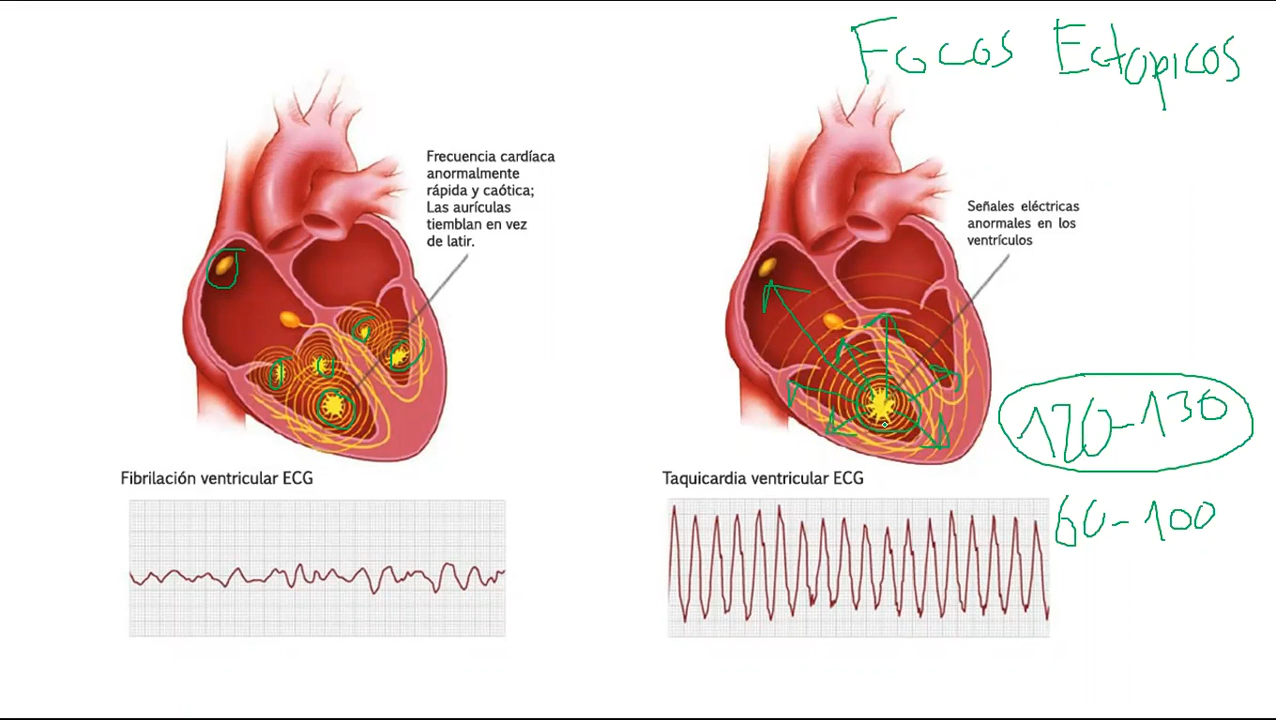 Focos Ectopicos
Frecuencia cardíaca
anormalmente
rápida y caótica;
Las aurículas
tiemblan en vez
de latir.
Señales eléctricas
anormales en los
ventrículos
120-130
Fibrilación ventricular ECG
Taquicardia ventricular ECG
60-100